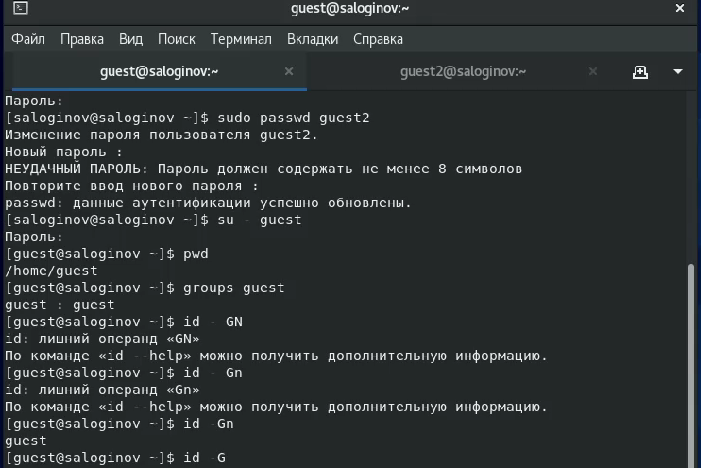 guest@saloginov:~
Файл Правка Вид Поиск Терминал Вкладки Справка
guest@saloginov:~ guest2@saloginov:~
Пароль:
[saloginov@saloginov ~]$ sudo passwd guest2
Изменение пароля пользователя guest2.
Новый пароль :
НЕУДАЧНЫЙ ПАРОЛЬ: Пароль должен содержать не менее 8 символов
Повторите ввод нового пароля :
passwd: данные аутентификации успешно обновлены.
[saloginov@saloginov ~]$ su - guest
Пароль:
[guest@saloginov ~]$ pwd
/home/guest
[guest@saloginov ~]$ groups guest
guest : guest
[guest@saloginov ~]$ id - GN
id: лишний операнд «GN»
По команде «id --help» можно получить дополнительную информацию.
[guest@saloginov ~]$ id - Gn
id: лишний операнд «Gn»
По команде «id --help» можно получить дополнительную информацию.
[guest@saloginov ~]$ id -Gn
guest
[guest@saloginov ~]$ id -G